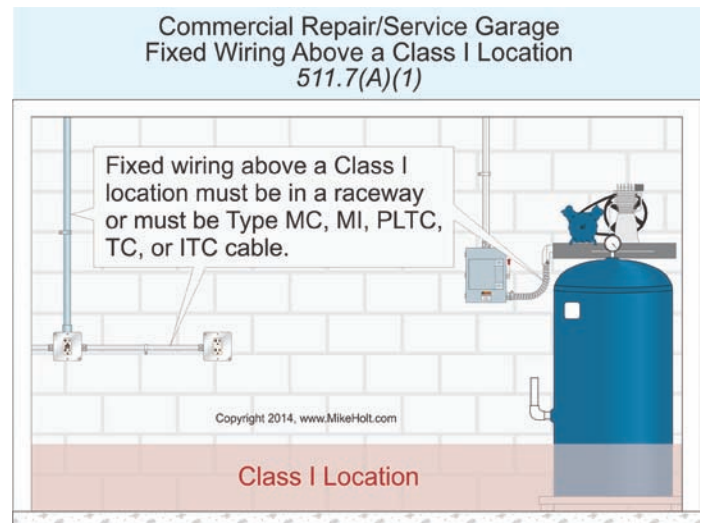 Commercial Repair/Service Garage
Fixed Wiring Above a Class I Location
511.7(A)(1)
Fixed wiring above a Class I
location must be in a raceway
or must be Type MC, MI, PLTC,
TC, or ITC cable.
Copyright 2014, www.MikeHolt.com
Class I Location